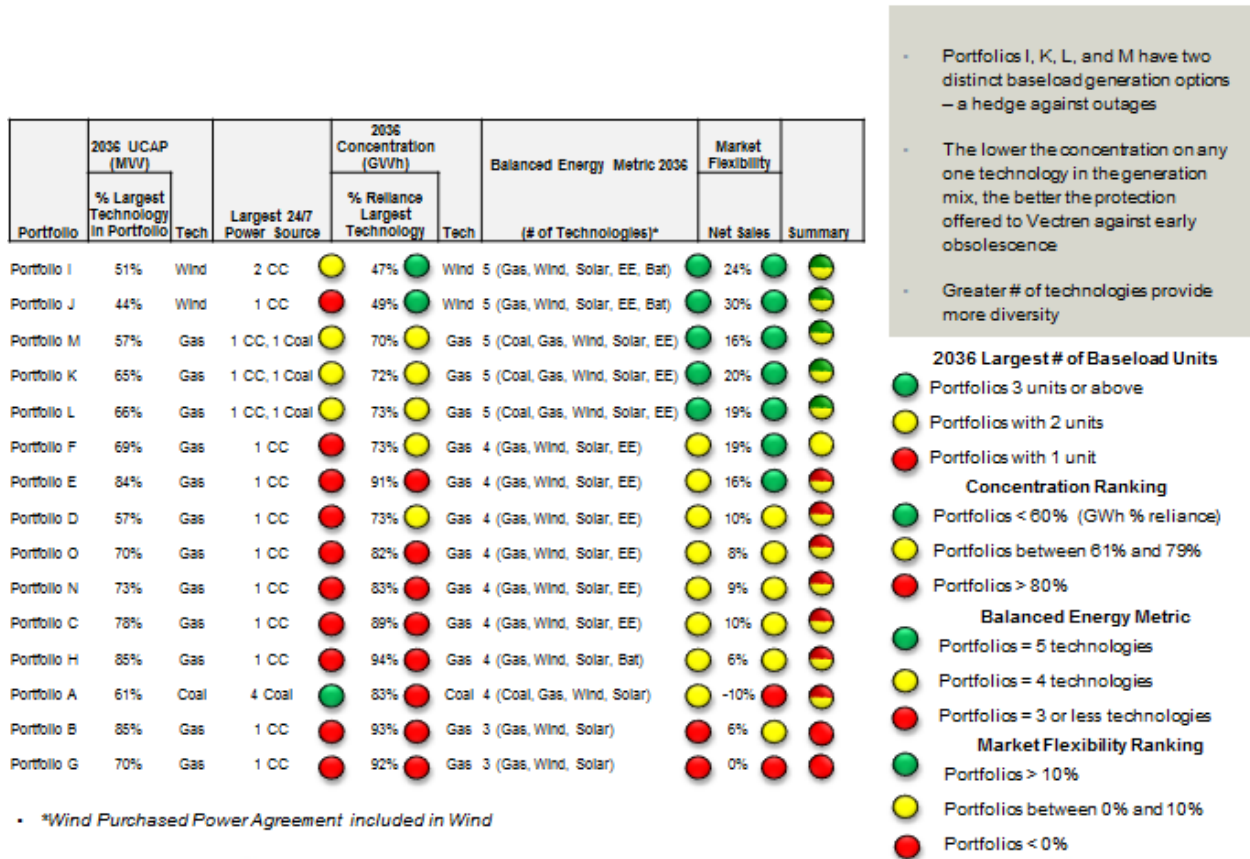 Portfolio
2036 UCAP
(MW)
% Largest
Technology
in Portfolio
Tech
Largest 24/7
Power Source
2036
Concentration
(GWh)
% Reliance
Largest
Technology
Tech
Balanced Energy Metric 2036
(# of Technologies)*
Market
Flexibility
Net Sales
Summary
Portfolio I 51% Wind 2 CC 47% Wind 5 (Gas, Wind, Solar, EE, Bat) 24%
Portfolio J 44% Wind 1 CC 49% Wind 5 (Gas, Wind, Solar, EE, Bat) 30%
Portfolio M 57% Gas 1 CC, 1 Coal 70% Gas 5 (Coal, Gas, Wind, Solar, EE) 16%
Portfolio K 65% Gas 1 CC, 1 Coal 72% Gas 5 (Coal, Gas, Wind, Solar, EE) 20%
Portfolio L 66% Gas 1 CC, 1 Coal 73% Gas 5 (Coal, Gas, Wind, Solar, EE) 19%
Portfolio F 69% Gas 1 CC 73% Gas 4 (Gas, Wind, Solar, EE) 19%
Portfolio E 84% Gas 1 CC 91% Gas 4 (Gas, Wind, Solar, EE) 16%
Portfolio D 57% Gas 1 CC 73% Gas 4 (Gas, Wind, Solar, EE) 10%
Portfolio O 70% Gas 1 CC 82% Gas 4 (Gas, Wind, Solar, EE) 8%
Portfolio N 73% Gas 1 CC 83% Gas 4 (Gas, Wind, Solar, EE) 9%
Portfolio C 78% Gas 1 CC 89% Gas 4 (Gas, Wind, Solar, EE) 10%
Portfolio H 85% Gas 1 CC 94% Gas 4 (Gas, Wind, Solar, Bat) 6%
Portfolio A 61% Coal 4 Coal 83% Coal 4 (Coal, Gas, Wind, Solar) -10%
Portfolio B 85% Gas 1 CC 93% Gas 3 (Gas, Wind, Solar) 6%
Portfolio G 70% Gas 1 CC 92% Gas 3 (Gas, Wind, Solar) 0%
• *Wind Purchased Power Agreement included in Wind
• Portfolios I, K, L, and M have two
distinct baseload generation options
– a hedge against outages
• The lower the concentration on any
one technology in the generation
mix, the better the protection
offered to Vectren against early
obsolescence
• Greater # of technologies provide
more diversity
2036 Largest # of Baseload Units
Portfolios 3 units or above
Portfolios with 2 units
Portfolios with 1 unit
Concentration Ranking
Portfolios < 60% (GWh % reliance)
Portfolios between 61% and 79%
Portfolios > 80%
Balanced Energy Metric
Portfolios = 5 technologies
Portfolios = 4 technologies
Portfolios = 3 or less technologies
Market Flexibility Ranking
Portfolios > 10%
Portfolios between 0% and 10%
Portfolios < 0%